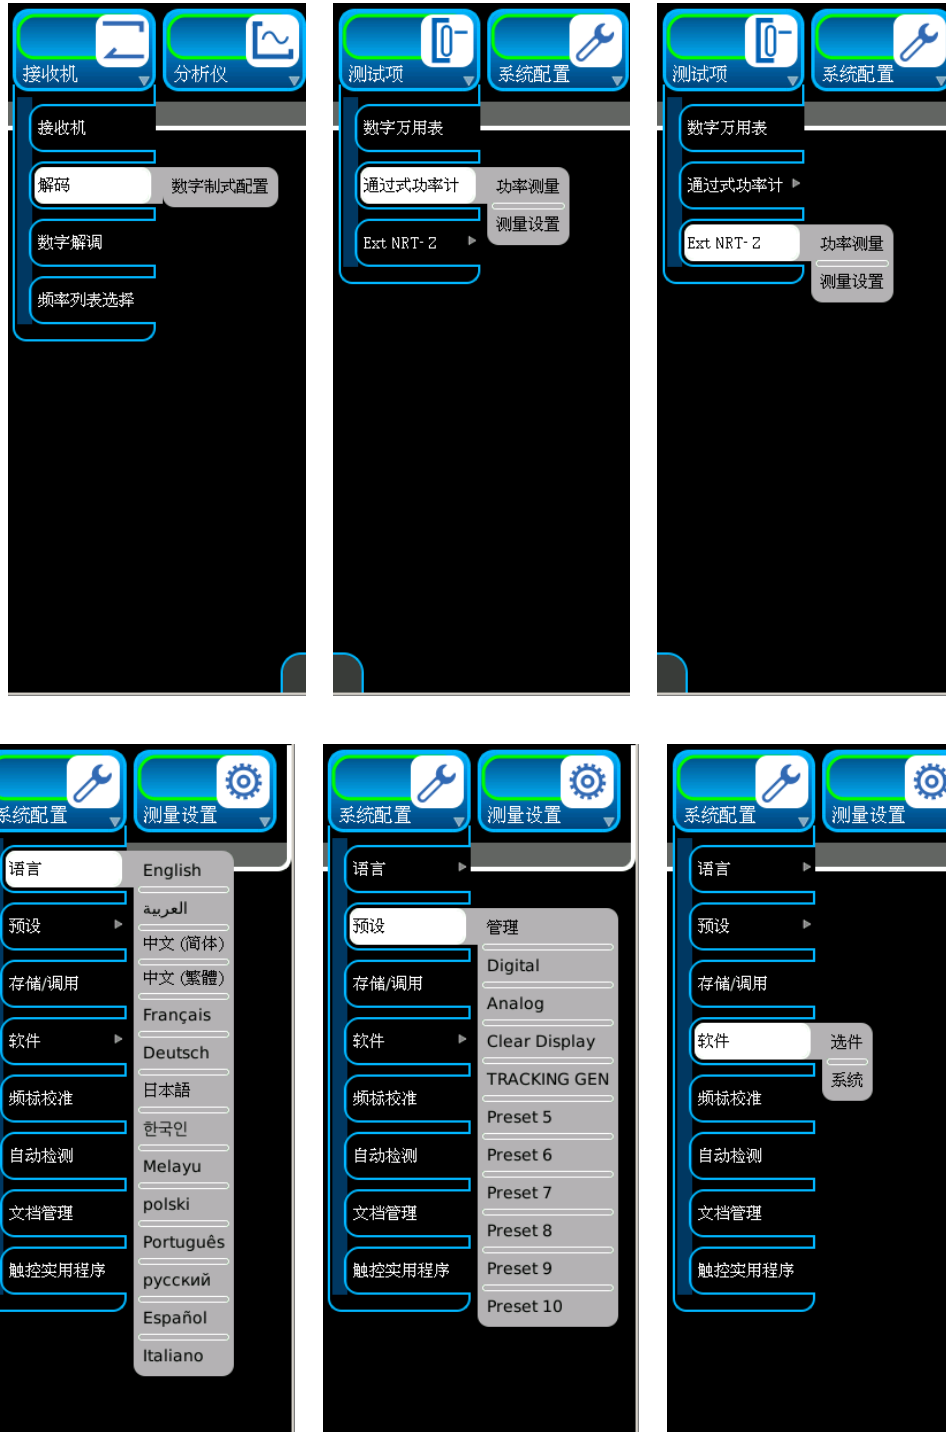 接收机
分析仪
接收机
解码
数字制式配置
数字解调
频率列表选择
测试项
系统配置
数字万用表
通过式功率计
功率测量
测量设置
Ext NRT- Z
测试项
系统配置
数字万用表
通过式功率计
Ext NRT- Z
功率测量
测量设置
系统配置
测量设置
语言
English
العربية
中文 (简体)
中文 (繁體)
Français
Deutsch
日本語
한국인
Melayu
polski
Português
русский
Español
Italiano
预设
存储/调用
软件
频标校准
自动检测
文档管理
触控实用程序
系统配置
测量设置
语言
预设
管理
Digital
Analog
Clear Display
TRACKING GEN
Preset 5
Preset 6
Preset 7
Preset 8
Preset 9
Preset 10
存储/调用
软件
频标校准
自动检测
文档管理
触控实用程序
系统配置
测量设置
语言
预设
存储/调用
软件
选件
系统
频标校准
自动检测
文档管理
触控实用程序